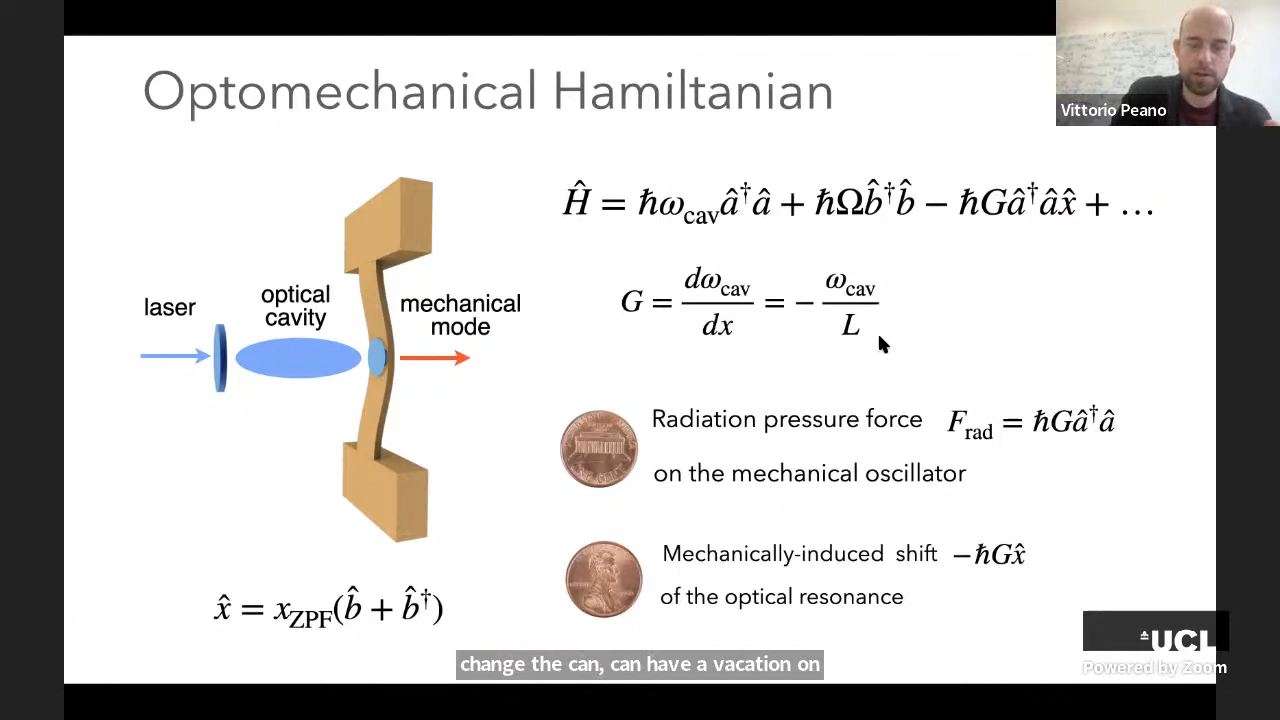 Optomechanical Hamiltanian
Vittorio Peano
Ĥ = ħω_cav â†â + ħΩb̂†b̂ − ħGâ†âx̂ + …
G = dω_cav/dx = − ω_cav/L
laser
optical
cavity
mechanical
mode
Radiation pressure force F_rad = ħGâ†â
on the mechanical oscillator
Mechanically-induced shift −ħGx̂
of the optical resonance
x̂ = x_ZPF(b̂ + b̂†)
UCL
Powered by Zoom
change the can, can have a vacation on